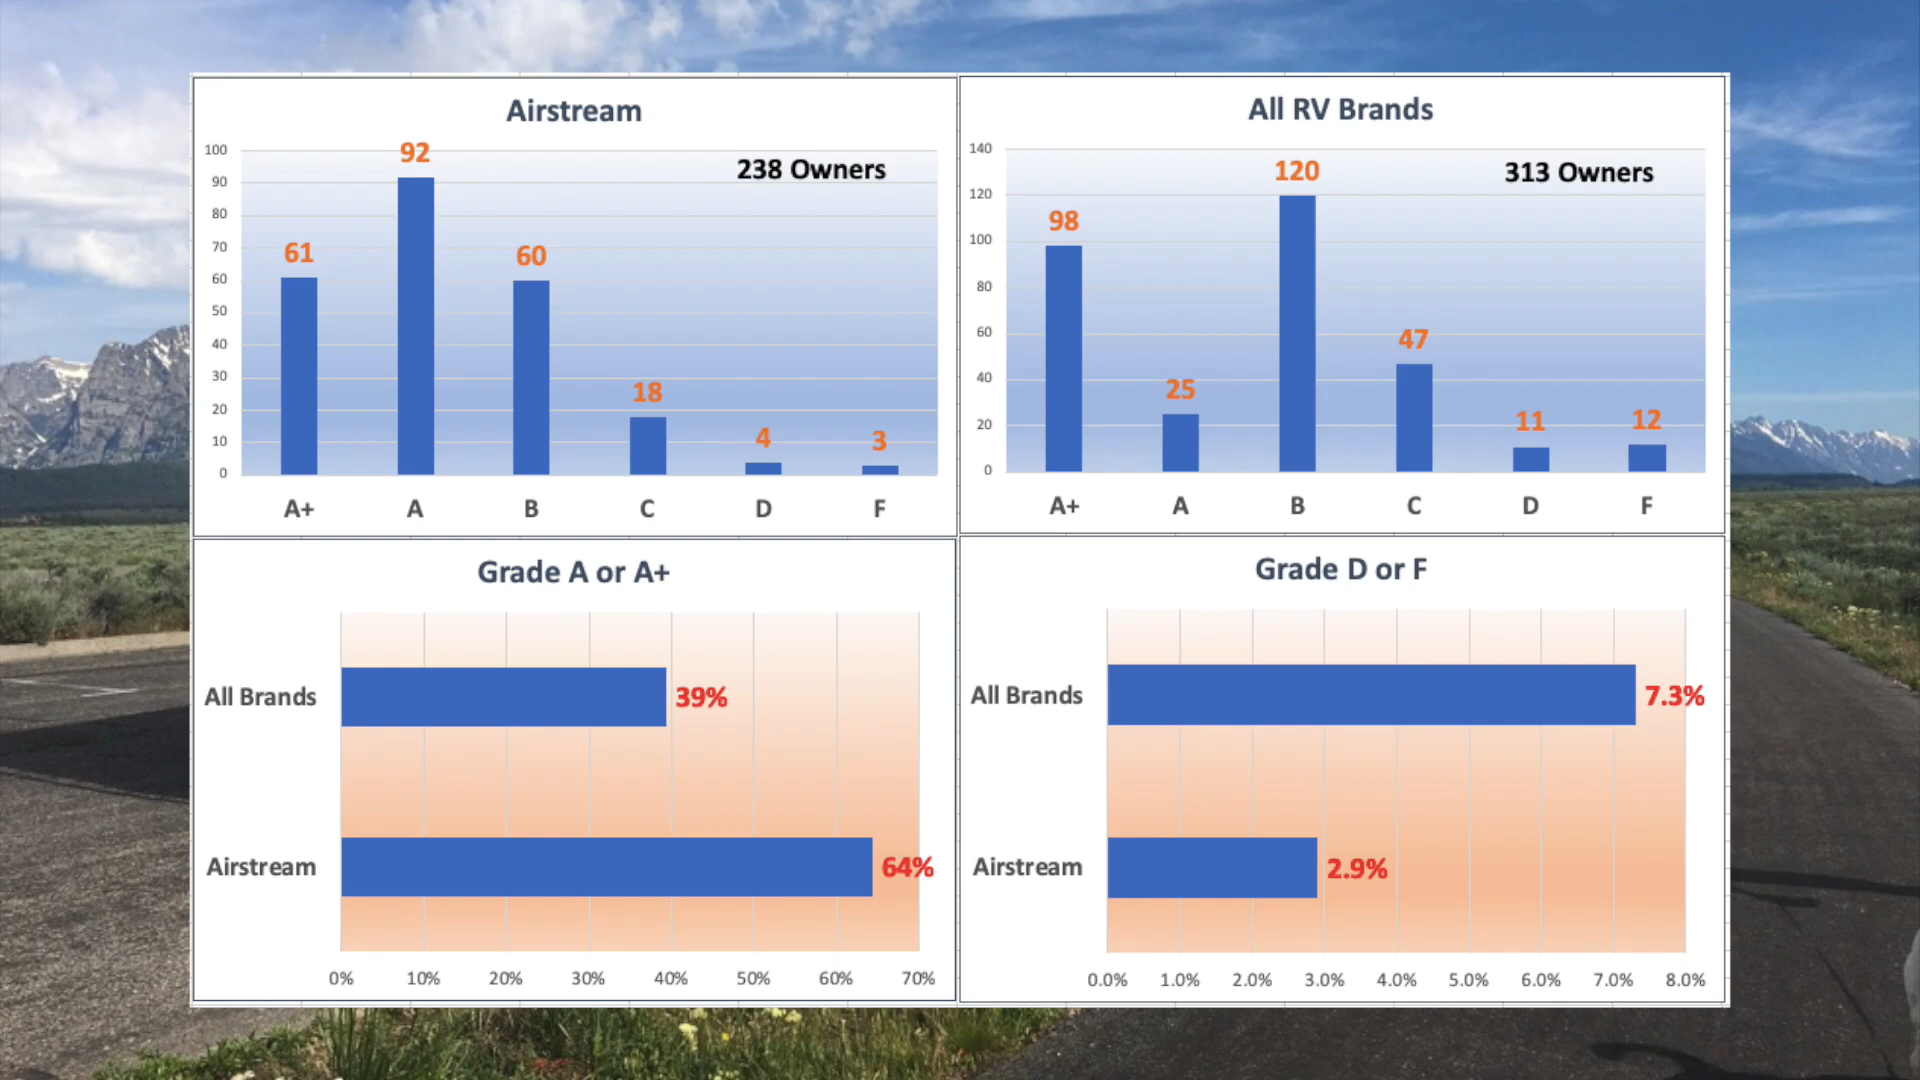 Airstream
238 Owners
100
90
80
70
60
50
40
30
20
10
0
61
92
60
18
4
3
A+ A B C D F
All RV Brands
313 Owners
140
120
100
80
60
40
20
0
98
25
120
47
11
12
A+ A B C D F
Grade A or A+
All Brands 39%
Airstream 64%
0% 10% 20% 30% 40% 50% 60% 70%
Grade D or F
All Brands 7.3%
Airstream 2.9%
0.0% 1.0% 2.0% 3.0% 4.0% 5.0% 6.0% 7.0% 8.0%